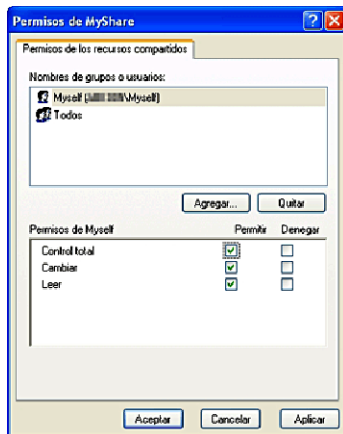 Permisos de MyShare
Permisos de los recursos compartidos
Nombres de grupos o usuarios:
Myself (\Myself)
Todos
Agregar... Quitar
Permisos de Myself Permitir Denegar
Control total
Cambiar
Leer
Aceptar Cancelar Aplicar